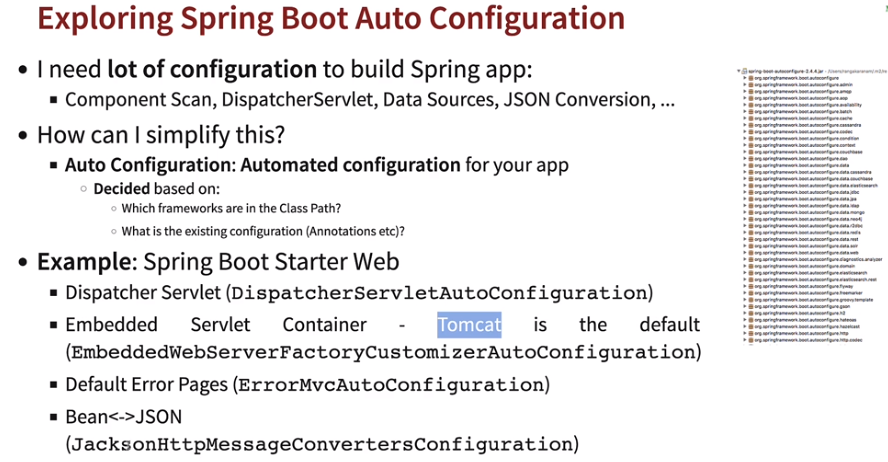 Exploring Spring Boot Auto Configuration
• I need lot of configuration to build Spring app:
▪ Component Scan, DispatcherServlet, Data Sources, JSON Conversion, ...
• How can I simplify this?
▪ Auto Configuration: Automated configuration for your app
◦ Decided based on:
◦ Which frameworks are in the Class Path?
◦ What is the existing configuration (Annotations etc)?
• Example: Spring Boot Starter Web
▪ Dispatcher Servlet (DispatcherServletAutoConfiguration)
▪ Embedded Servlet Container - Tomcat is the default
(EmbeddedWebServerFactoryCustomizerAutoConfiguration)
▪ Default Error Pages (ErrorMvcAutoConfiguration)
▪ Bean<->JSON
(JacksonHttpMessageConvertersConfiguration)
spring-boot-autoconfigure-2.4.4.jar
org.springframework.boot.autoconfigure
org.springframework.boot.autoconfigure.admin
org.springframework.boot.autoconfigure.amqp
org.springframework.boot.autoconfigure.aop
org.springframework.boot.autoconfigure.availability
org.springframework.boot.autoconfigure.batch
org.springframework.boot.autoconfigure.cache
org.springframework.boot.autoconfigure.cassandra
org.springframework.boot.autoconfigure.codec
org.springframework.boot.autoconfigure.condition
org.springframework.boot.autoconfigure.context
org.springframework.boot.autoconfigure.couchbase
org.springframework.boot.autoconfigure.dao
org.springframework.boot.autoconfigure.data
org.springframework.boot.autoconfigure.data.cassandra
org.springframework.boot.autoconfigure.data.couchbase
org.springframework.boot.autoconfigure.data.elasticsearch
org.springframework.boot.autoconfigure.data.jdbc
org.springframework.boot.autoconfigure.data.jpa
org.springframework.boot.autoconfigure.data.ldap
org.springframework.boot.autoconfigure.data.mongo
org.springframework.boot.autoconfigure.data.neo4j
org.springframework.boot.autoconfigure.data.r2dbc
org.springframework.boot.autoconfigure.data.redis
org.springframework.boot.autoconfigure.data.rest
org.springframework.boot.autoconfigure.data.solr
org.springframework.boot.autoconfigure.data.web
org.springframework.boot.autoconfigure.diagnostics.analyzer
org.springframework.boot.autoconfigure.domain
org.springframework.boot.autoconfigure.elasticsearch
org.springframework.boot.autoconfigure.elasticsearch.rest
org.springframework.boot.autoconfigure.flyway
org.springframework.boot.autoconfigure.freemarker
org.springframework.boot.autoconfigure.groovy.template
org.springframework.boot.autoconfigure.gson
org.springframework.boot.autoconfigure.h2
org.springframework.boot.autoconfigure.hateoas
org.springframework.boot.autoconfigure.hazelcast
org.springframework.boot.autoconfigure.http
org.springframework.boot.autoconfigure.http.codec